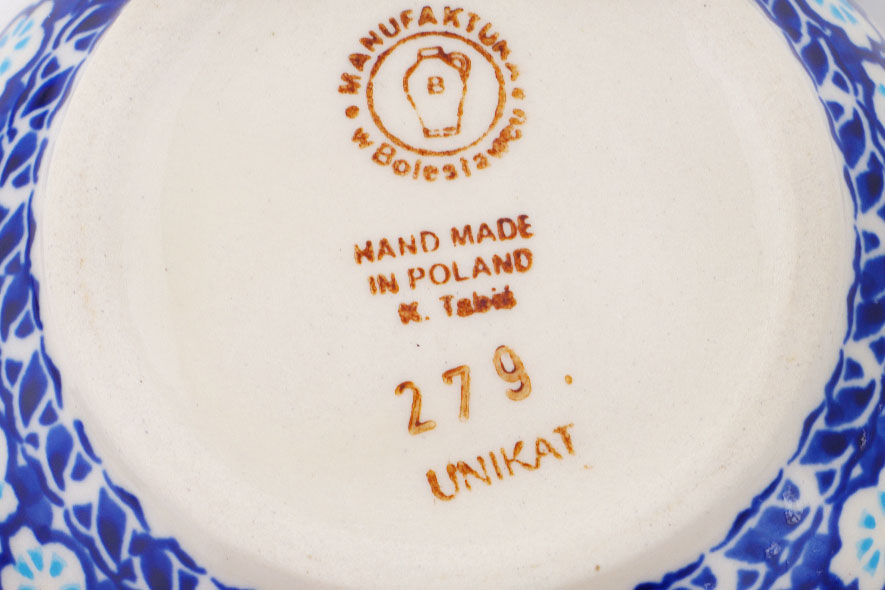 MANUFAKTURA
w Bolesławcu
B
HAND MADE
IN POLAND
K.
279.
UNIKAT